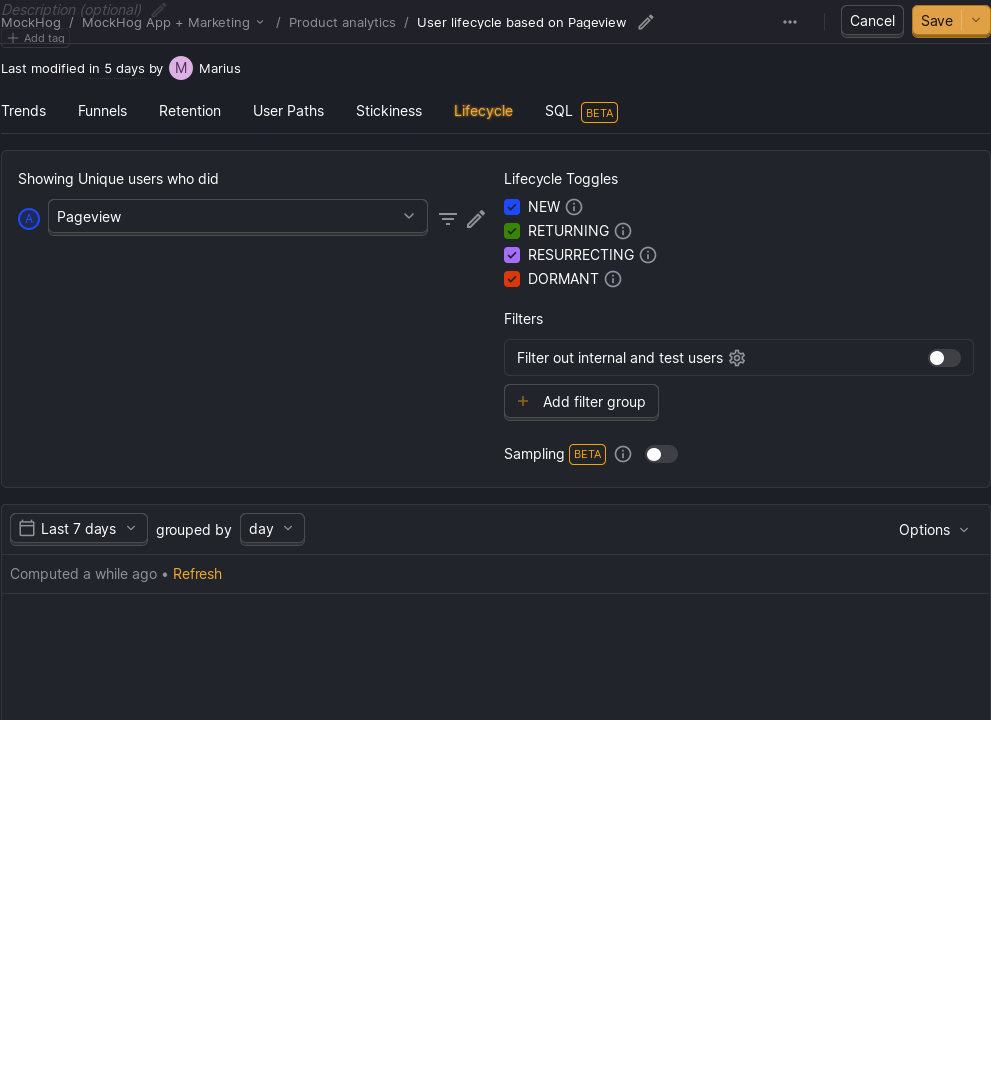 Description (optional)
MockHog / MockHog App + Marketing / Product analytics / User lifecycle based on Pageview
Cancel
Save
Add tag
Last modified in 5 days by M Marius
Trends Funnels Retention User Paths Stickiness Lifecycle SQL BETA
Showing Unique users who did
A Pageview
Lifecycle Toggles
NEW
RETURNING
RESURRECTING
DORMANT
Filters
Filter out internal and test users
Add filter group
Sampling BETA
Last 7 days grouped by day
Options
Computed a while ago • Refresh